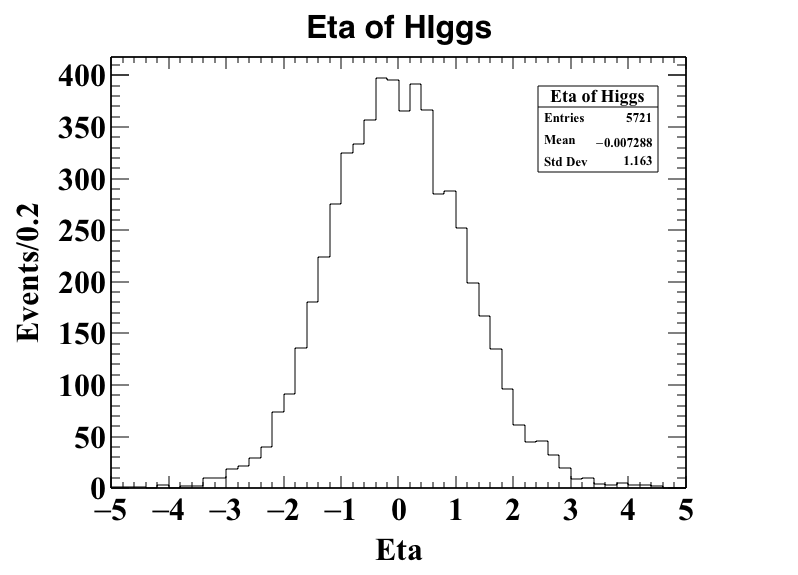 Eta of HIggs
400
350
300
250
200
150
100
50
0
Events/0.2
Eta of Higgs
Entries 5721
Mean −0.007288
Std Dev 1.163
−5 −4 −3 −2 −1 0 1 2 3 4 5
Eta